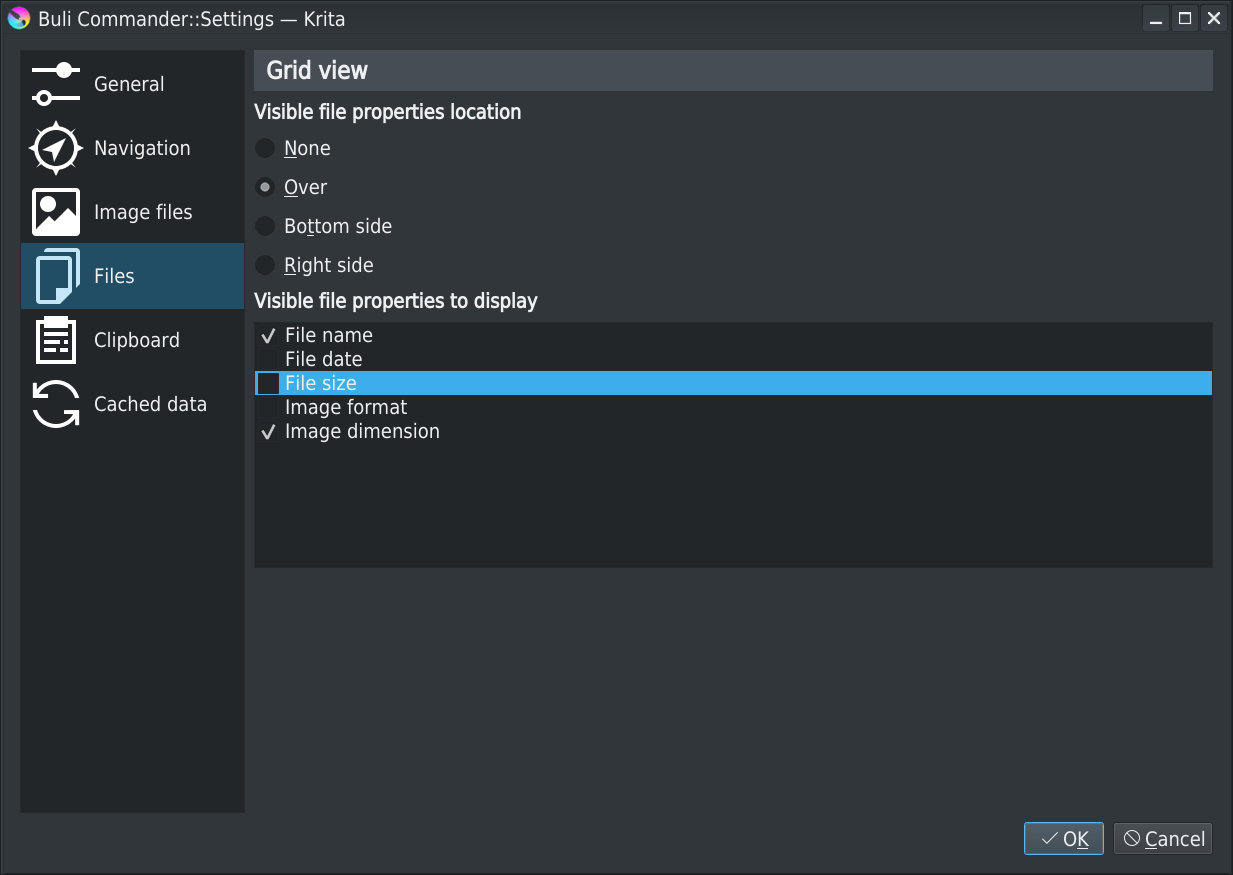 Buli Commander::Settings — Krita
General
Navigation
Image files
Files
Clipboard
Cached data
Grid view
Visible file properties location
None
Over
Bottom side
Right side
Visible file properties to display
File name
File date
File size
Image format
Image dimension
OK
Cancel